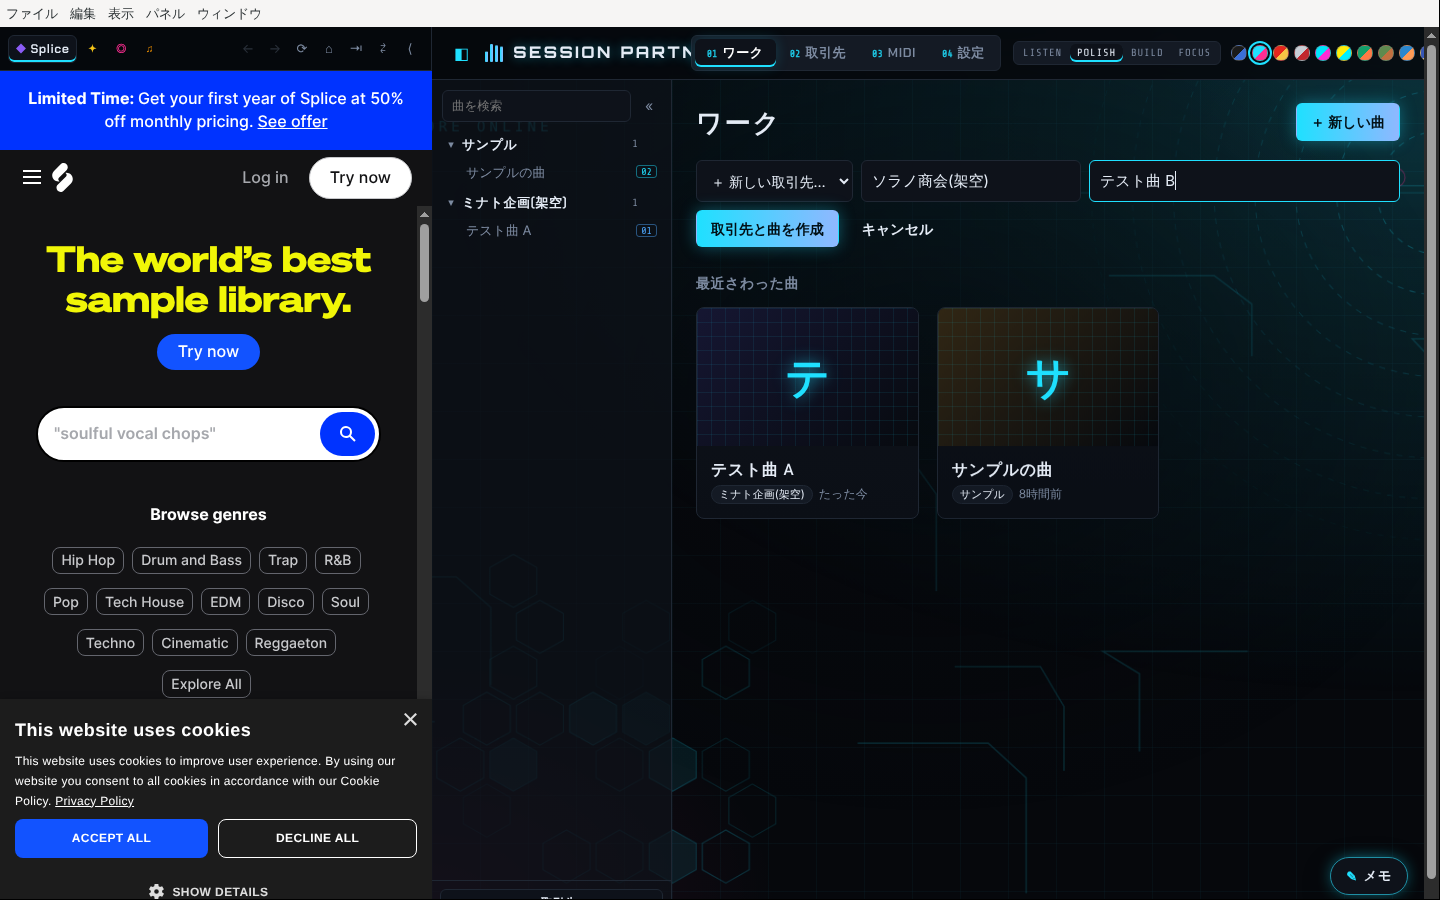 ファイル 編集 表示 パネル ウィンドウ
Splice
SESSION PARTN
01 ワーク
02 取引先
03 MIDI
04 設定
LISTEN POLISH BUILD FOCUS
Limited Time: Get your first year of Splice at 50%
off monthly pricing. See offer
Log in
Try now
The world's best
sample library.
Try now
"soulful vocal chops"
Browse genres
Hip Hop
Drum and Bass
Trap
R&B
Pop
Tech House
EDM
Disco
Soul
Techno
Cinematic
Reggaeton
Explore All
This website uses cookies
This website uses cookies to improve user experience. By using our
website you consent to all cookies in accordance with our Cookie
Policy. Privacy Policy
ACCEPT ALL
DECLINE ALL
SHOW DETAILS
曲を検索
«
ONLINE
サンプル 1
サンプルの曲 02
ミナト企画(架空) 1
テスト曲 A 01
ワーク
+ 新しい曲
+ 新しい取引先...
ソラノ商会(架空)
テスト曲 B
取引先と曲を作成
キャンセル
最近さわった曲
テ
テスト曲 A
ミナト企画(架空) たった今
サ
サンプルの曲
サンプル 8時間前
メモ